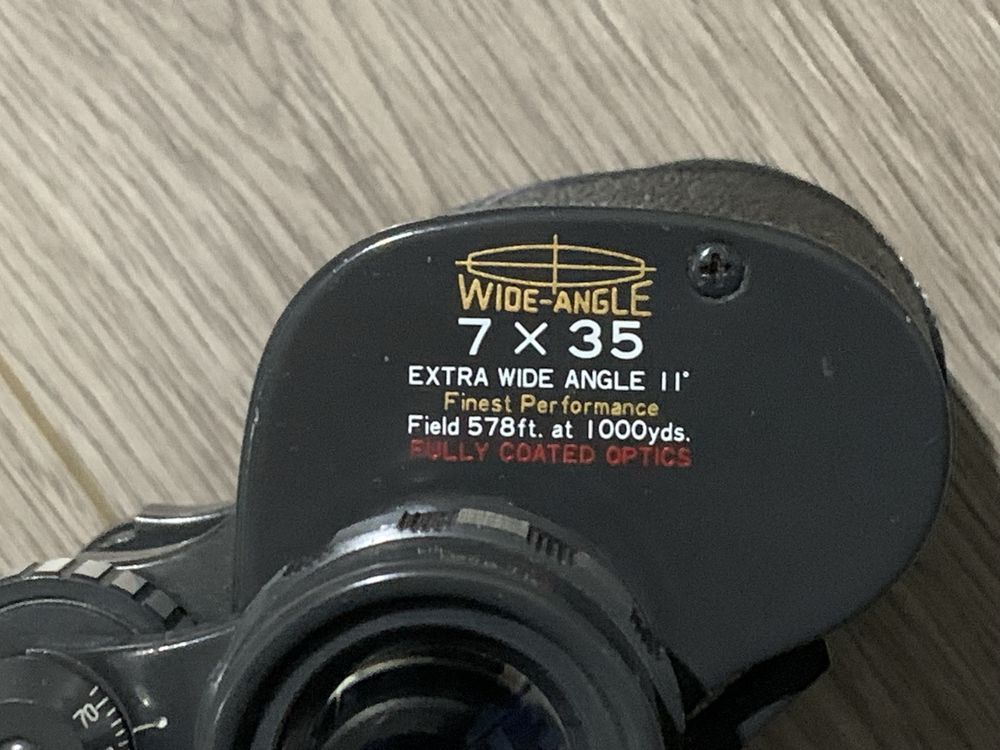 WIDE-ANGLE
7 × 35
EXTRA WIDE ANGLE 11°
Finest Performance
Field 578ft. at 1000yds.
FULLY COATED OPTICS
70